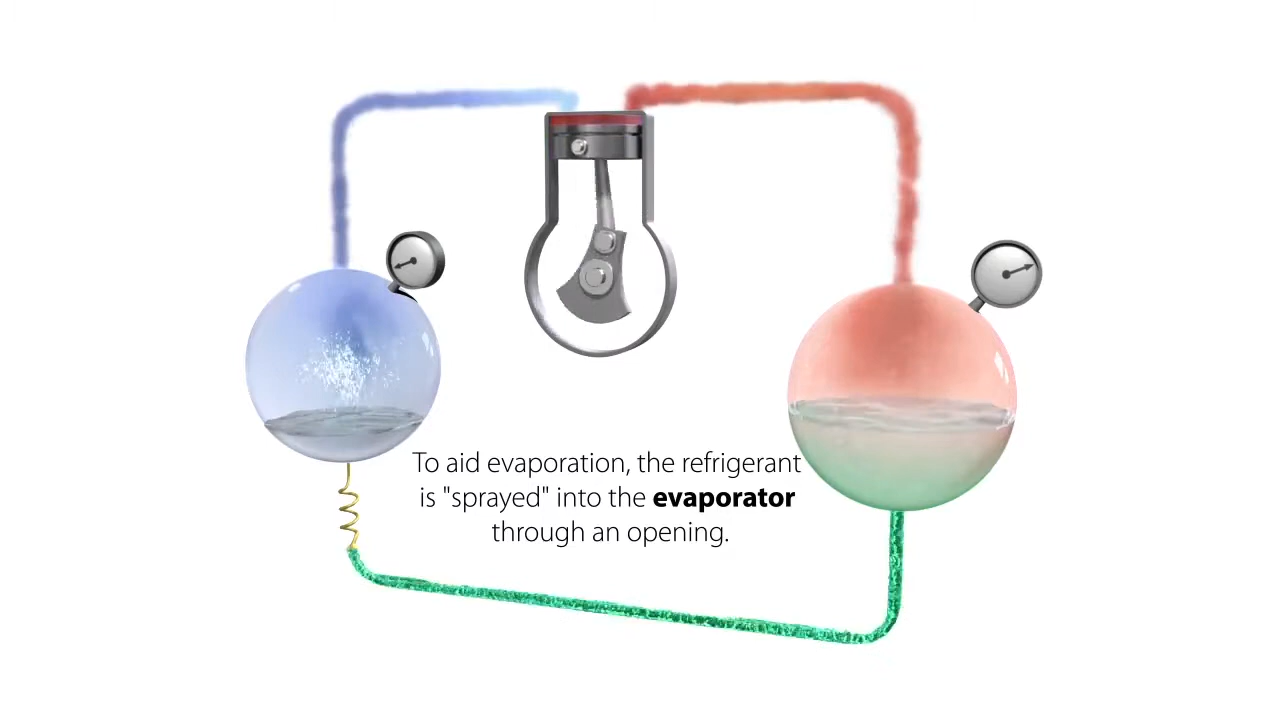 To aid evaporation, the refrigerant
is "sprayed" into the evaporator
through an opening.